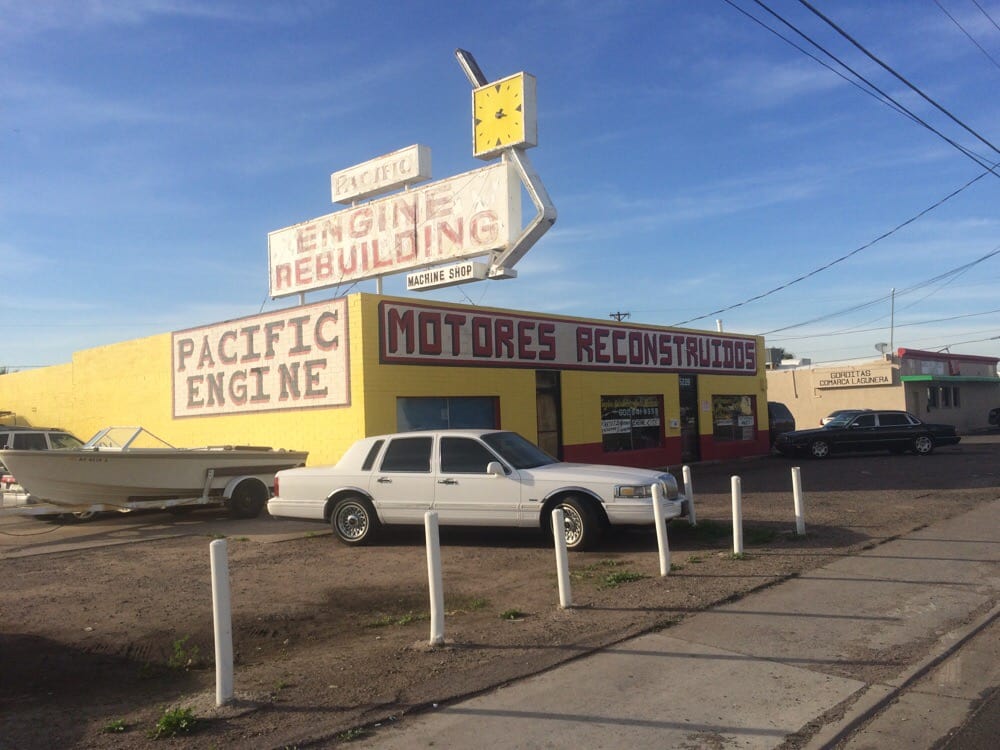 PACIFIC
ENGINE
REBUILDING
MACHINE SHOP
PACIFIC
ENGINE
MOTORES RECONSTRUIDOS
GORDITAS
COMARCA LAGUNERA